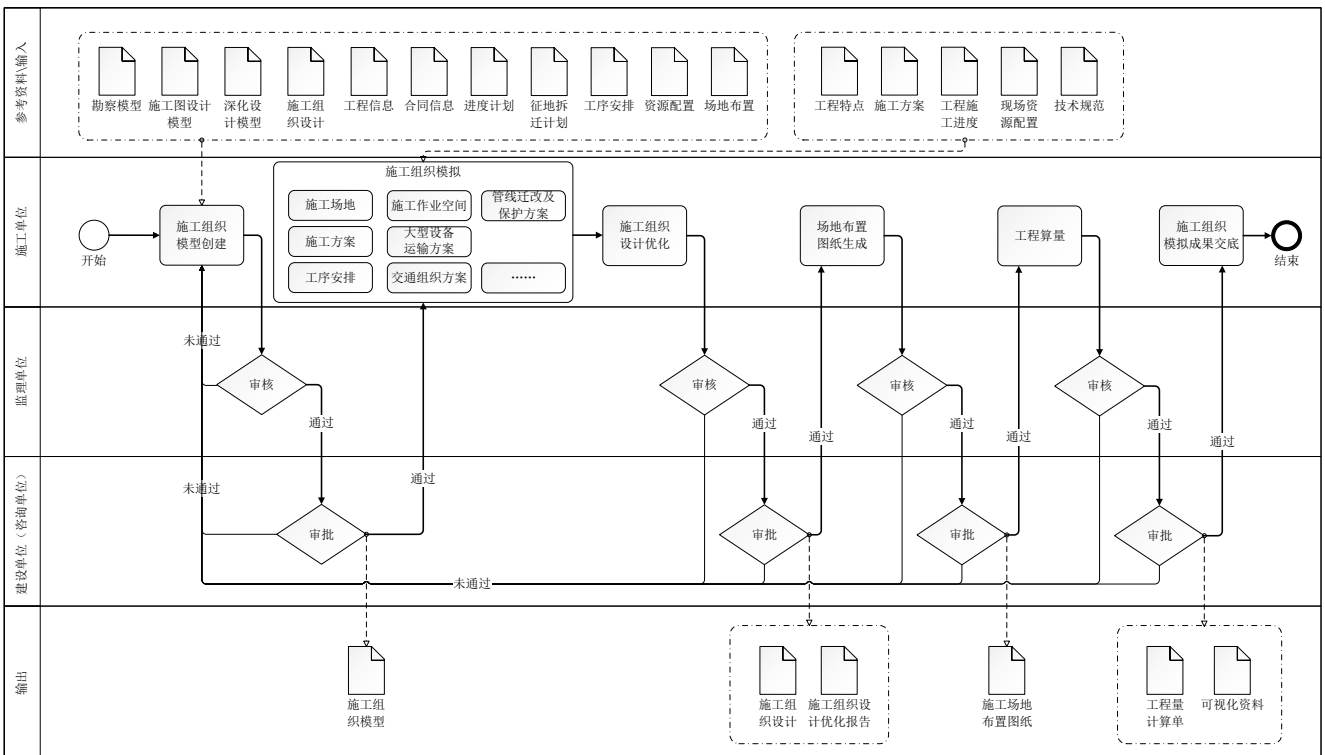 参考资料\输入
勘察模型
施工图设计
模型
深化设
计模型
施工组
织设计
工程信息
合同信息
进度计划
征地拆
迁计划
工序安排
资源配置
场地布置
工程特点
施工方案
工程施
工进度
现场资
源配置
技术规范
施工单位
开始
施工组织
模型创建
施工组织模拟
施工场地
施工作业空间
管线迁改及
保护方案
施工方案
大型设备
运输方案
工序安排
交通组织方案
……
施工组织
设计优化
场地布置
图纸生成
工程算量
施工组织
模拟成果交底
结束
监理单位
未通过
审核
通过
审核
通过
审核
通过
审核
通过
建设单位（咨询单位）
未通过
审批
通过
审批
审批
审批
未通过
输出
施工组
织模型
施工组
织设计
施工组织设
计优化报告
施工场地
布置图纸
工程量
计算单
可视化资料